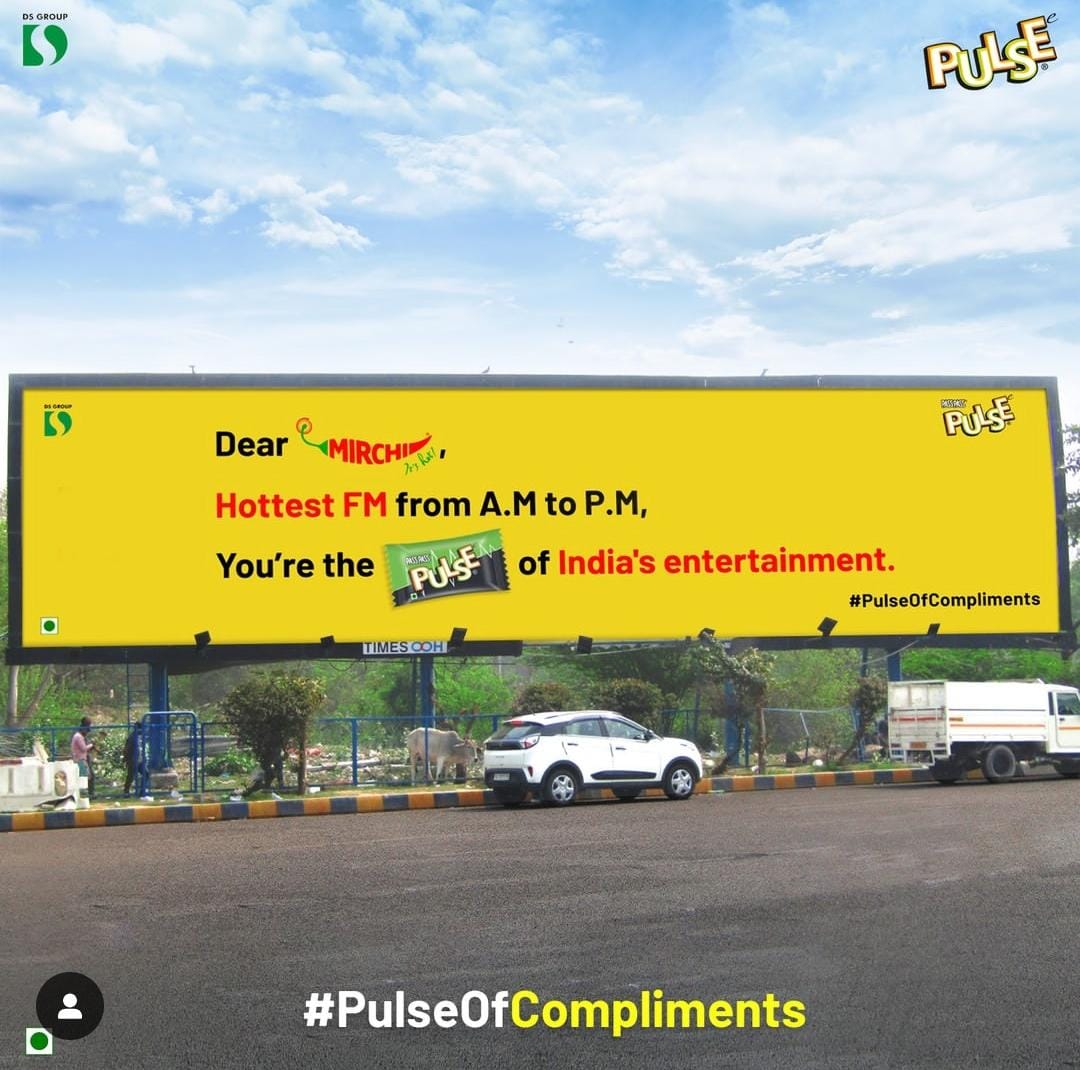 DS GROUP
PULSE
DS GROUP
PASS PASS
PULSE
Dear MIRCHI,
It's hot!
Hottest FM from A.M to P.M,
You're the PASS PASS PULSE of India's entertainment.
#PulseOfCompliments
TIMES OOH
#PulseOfCompliments